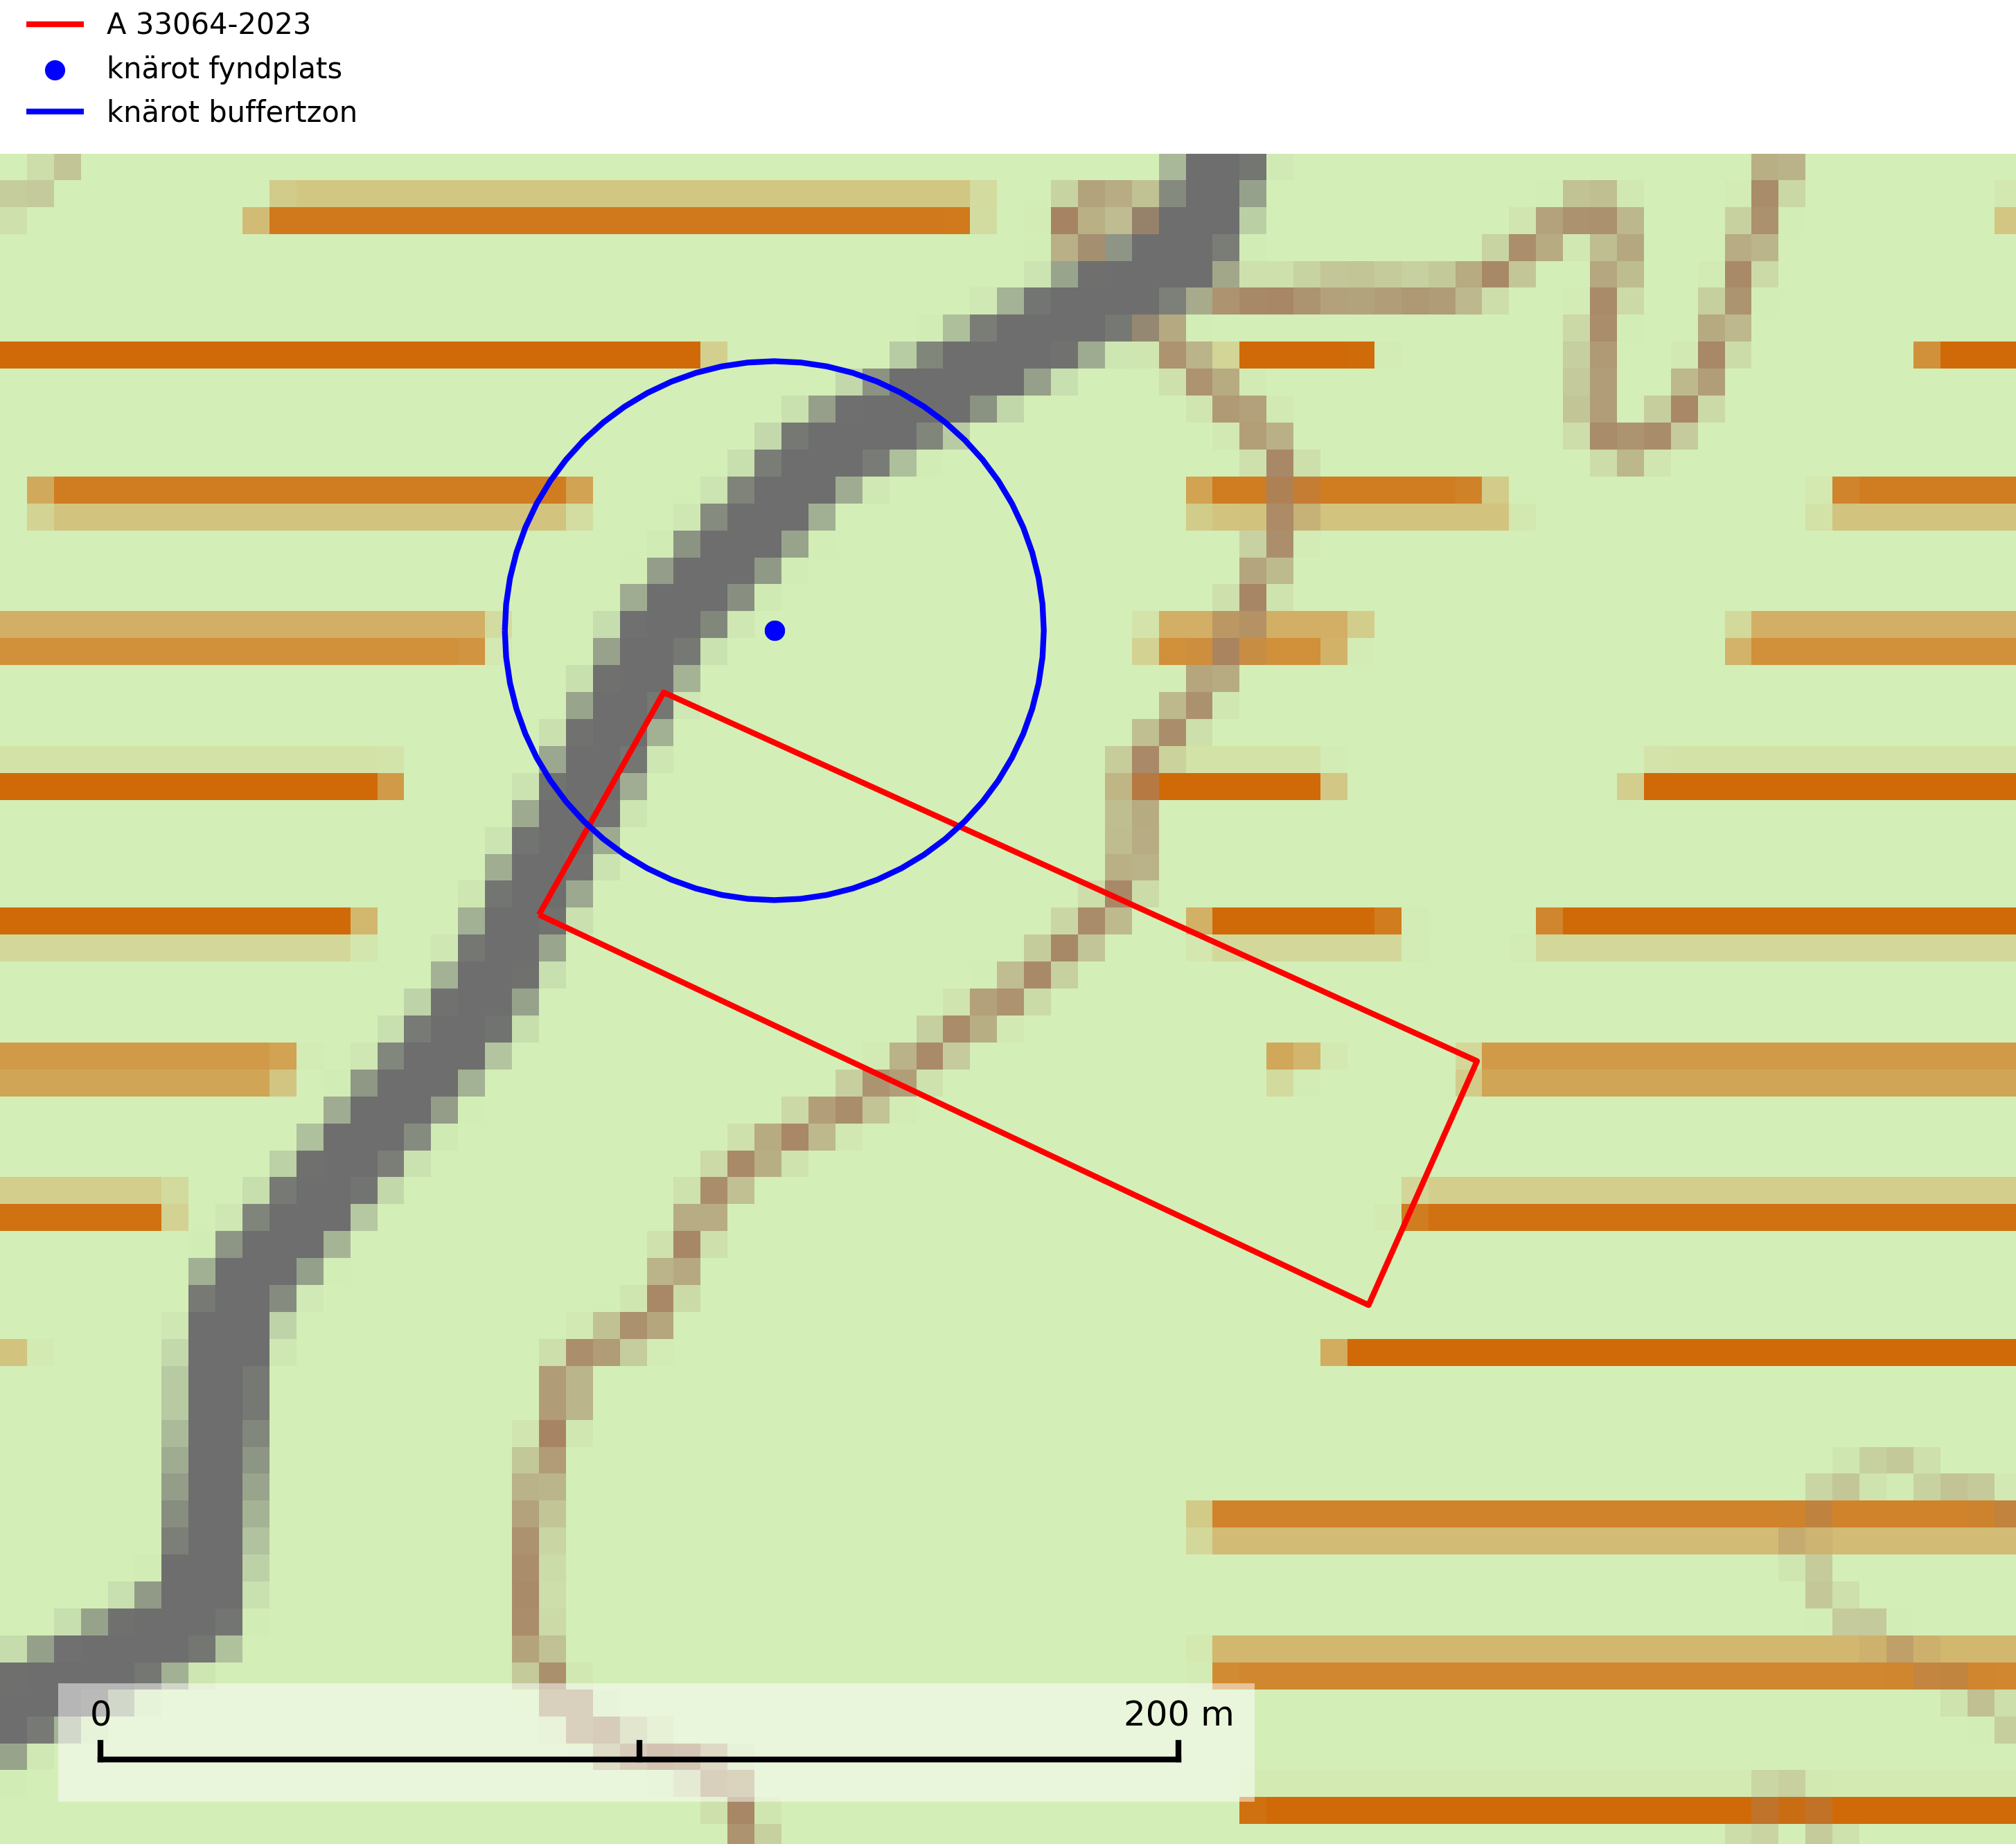 A 33064-2023
knärot fyndplats
knärot buffertzon
0 200 m